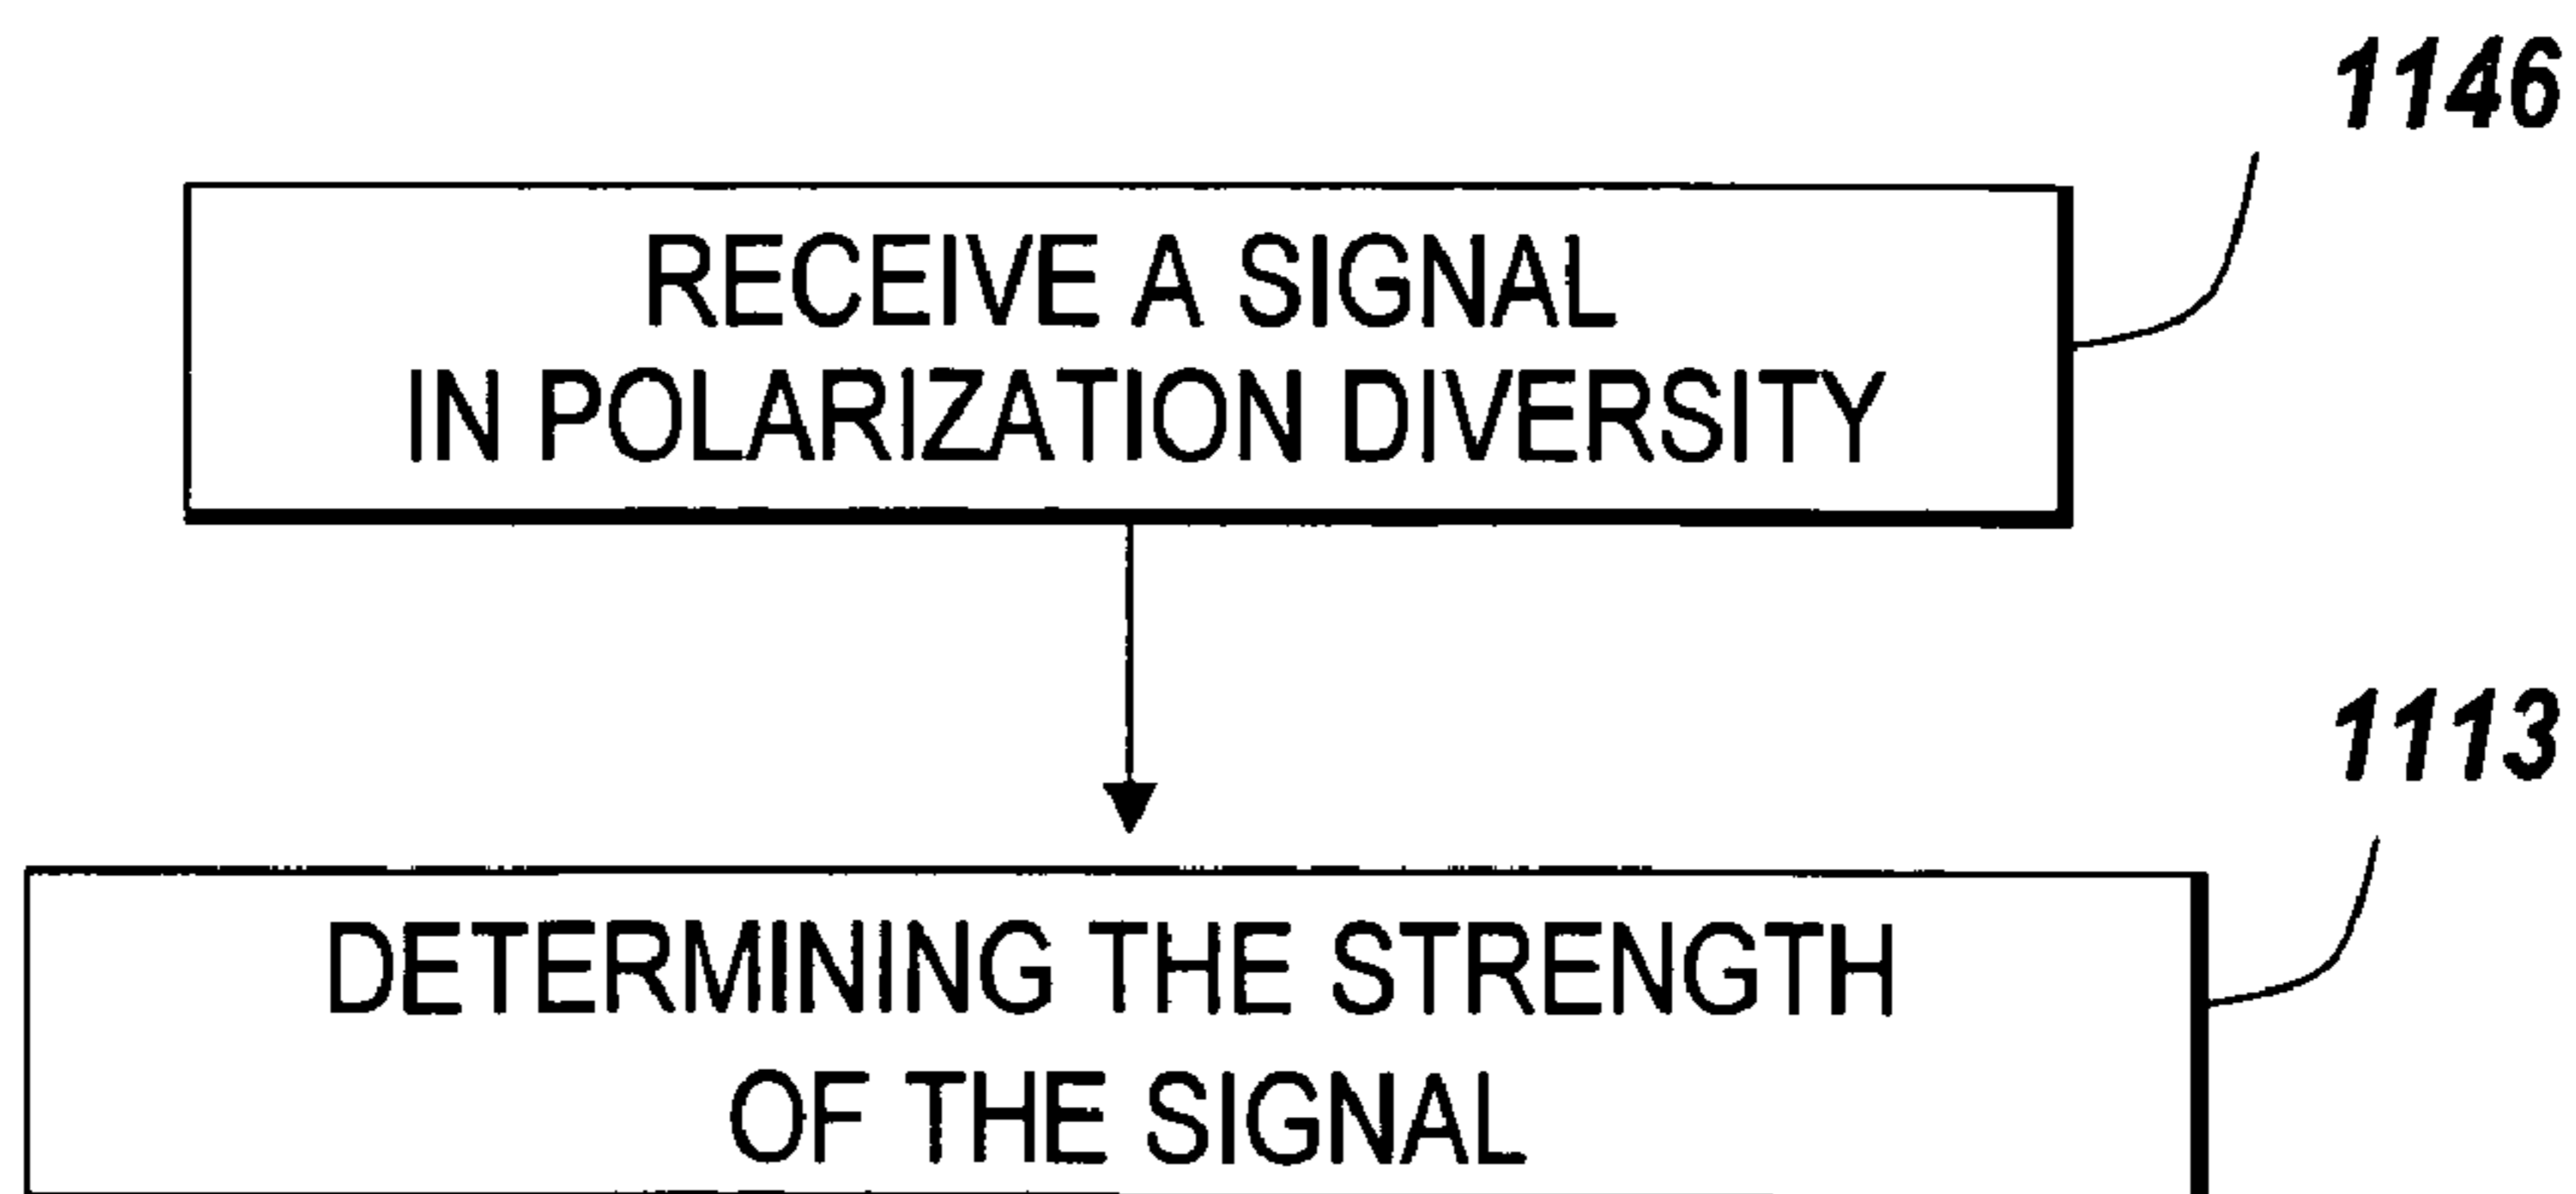 1146
RECEIVE A SIGNAL
IN POLARIZATION DIVERSITY
1113
DETERMINING THE STRENGTH
OF THE SIGNAL